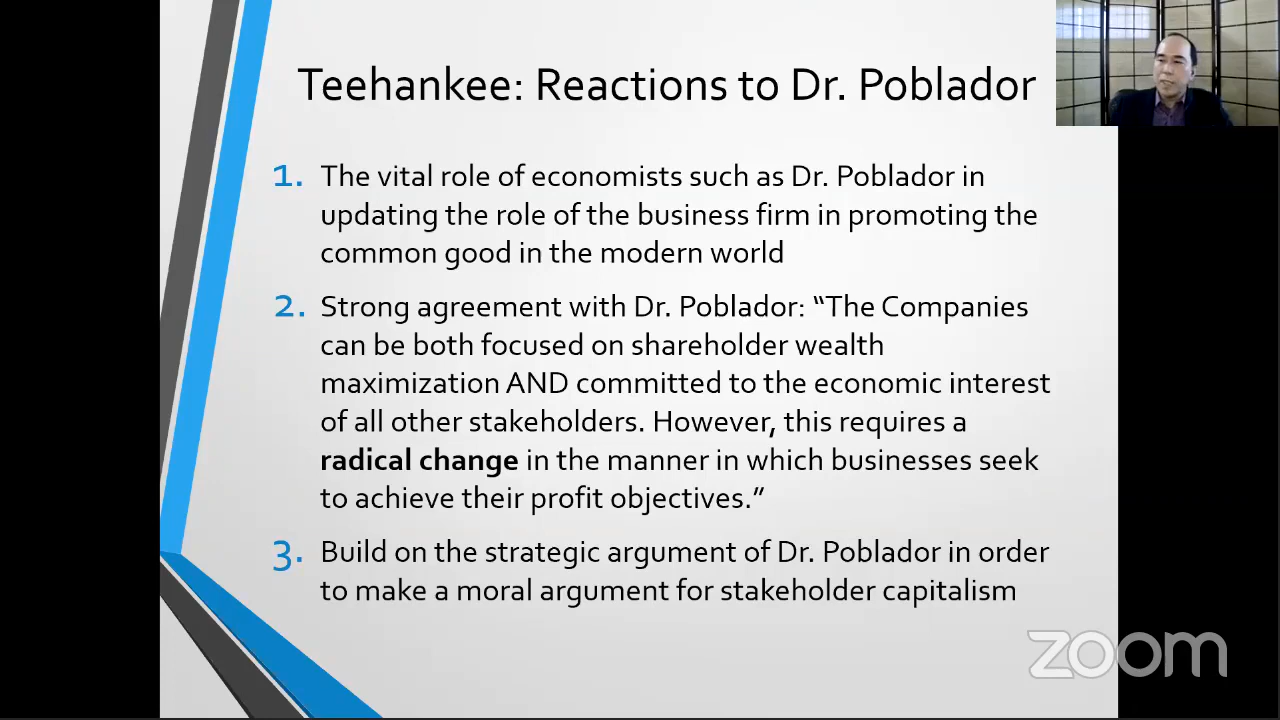 Teehankee: Reactions to Dr. Poblador
1. The vital role of economists such as Dr. Poblador in
updating the role of the business firm in promoting the
common good in the modern world
2. Strong agreement with Dr. Poblador: “The Companies
can be both focused on shareholder wealth
maximization AND committed to the economic interest
of all other stakeholders. However, this requires a
radical change in the manner in which businesses seek
to achieve their profit objectives.”
3. Build on the strategic argument of Dr. Poblador in order
to make a moral argument for stakeholder capitalism
zoom